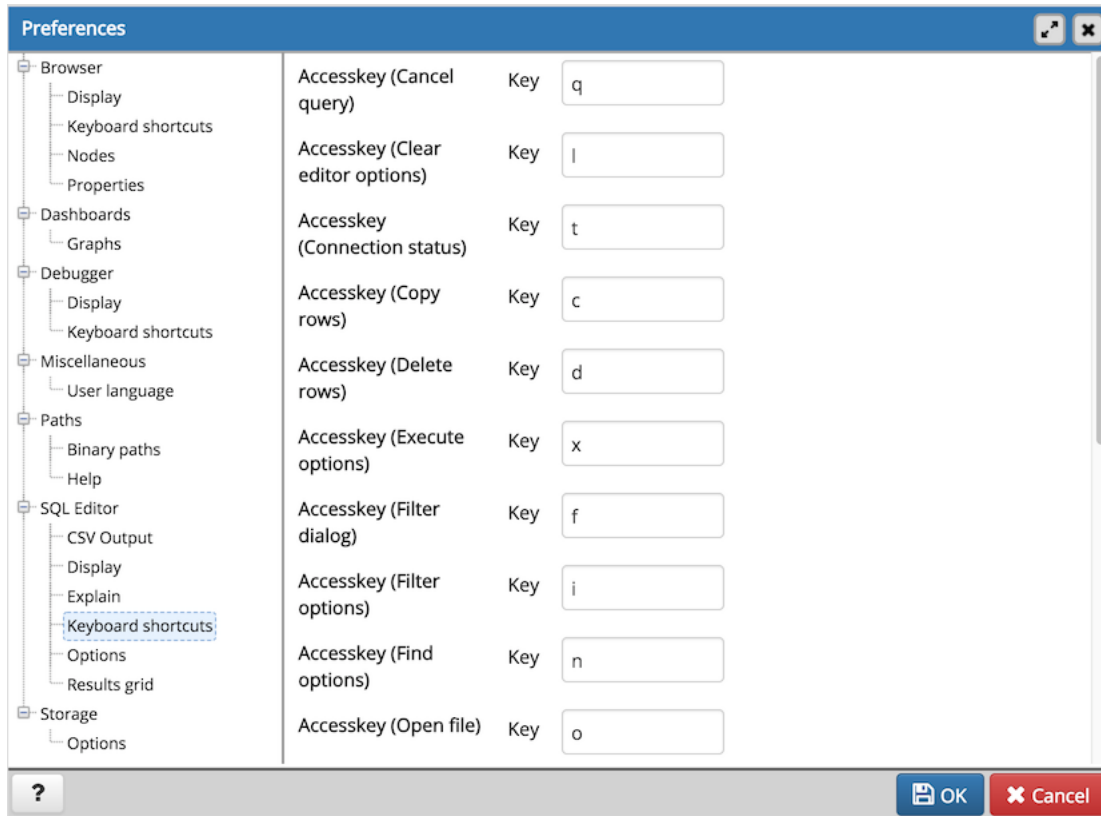 Preferences
Browser
Display
Keyboard shortcuts
Nodes
Properties
Dashboards
Graphs
Debugger
Display
Keyboard shortcuts
Miscellaneous
User language
Paths
Binary paths
Help
SQL Editor
CSV Output
Display
Explain
Keyboard shortcuts
Options
Results grid
Storage
Options
Accesskey (Cancel
query)
Key
q
Accesskey (Clear
editor options)
Key
l
Accesskey
(Connection status)
Key
t
Accesskey (Copy
rows)
Key
c
Accesskey (Delete
rows)
Key
d
Accesskey (Execute
options)
Key
x
Accesskey (Filter
dialog)
Key
f
Accesskey (Filter
options)
Key
i
Accesskey (Find
options)
Key
n
Accesskey (Open file)
Key
o
?
OK
Cancel